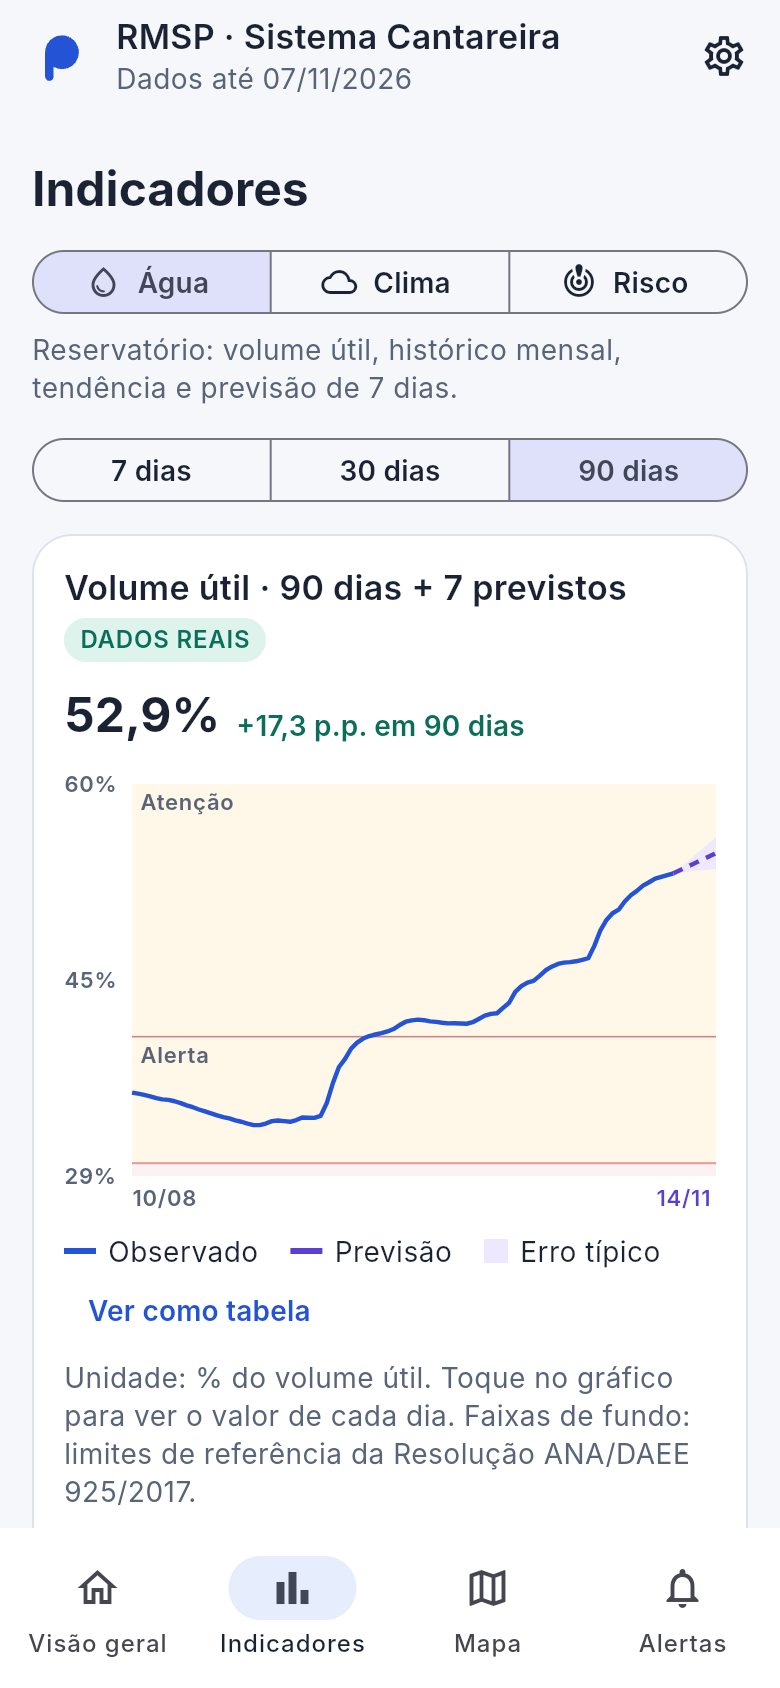 RMSP · Sistema Cantareira
Dados até 07/11/2026
Indicadores
Água
Clima
Risco
Reservatório: volume útil, histórico mensal,
tendência e previsão de 7 dias.
7 dias
30 dias
90 dias
Volume útil · 90 dias + 7 previstos
DADOS REAIS
52,9% +17,3 p.p. em 90 dias
60%
Atenção
45%
Alerta
29%
10/08
14/11
Observado
Previsão
Erro típico
Ver como tabela
Unidade: % do volume útil. Toque no gráfico
para ver o valor de cada dia. Faixas de fundo:
limites de referência da Resolução ANA/DAEE
925/2017.
Visão geral
Indicadores
Mapa
Alertas